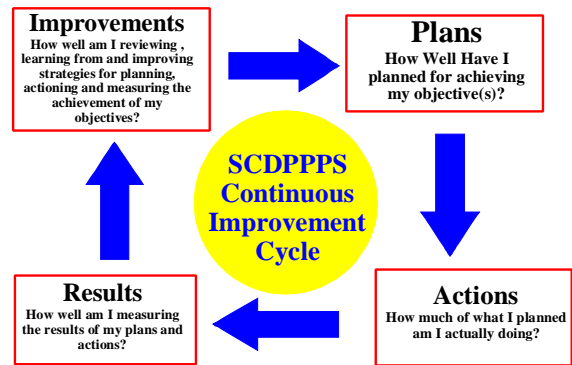 Improvements
How well am I reviewing ,
learning from and improving
strategies for planning,
actioning and measuring the
achievement of my
objectives?
Plans
How Well Have I
planned for achieving
my objective(s)?
SCDPPPS
Continuous
Improvement
Cycle
Results
How well am I measuring
the results of my plans and
actions?
Actions
How much of what I planned
am I actually doing?